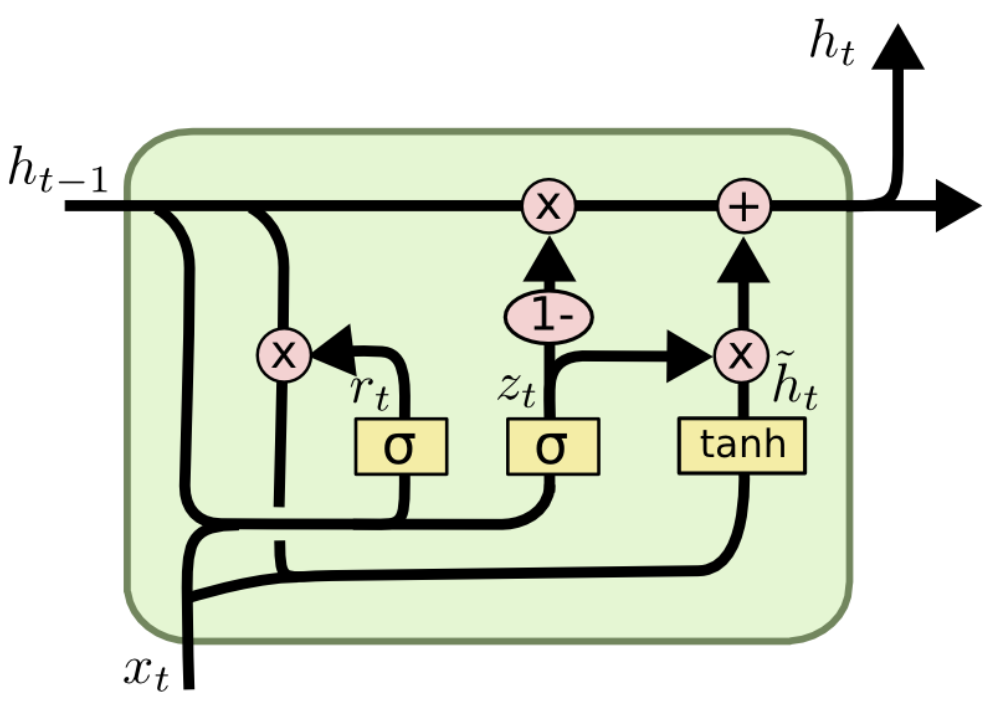 h_t
h_{t-1}
x
+
1-
x
x
r_t
z_t
h̃_t
σ
σ
tanh
x_t